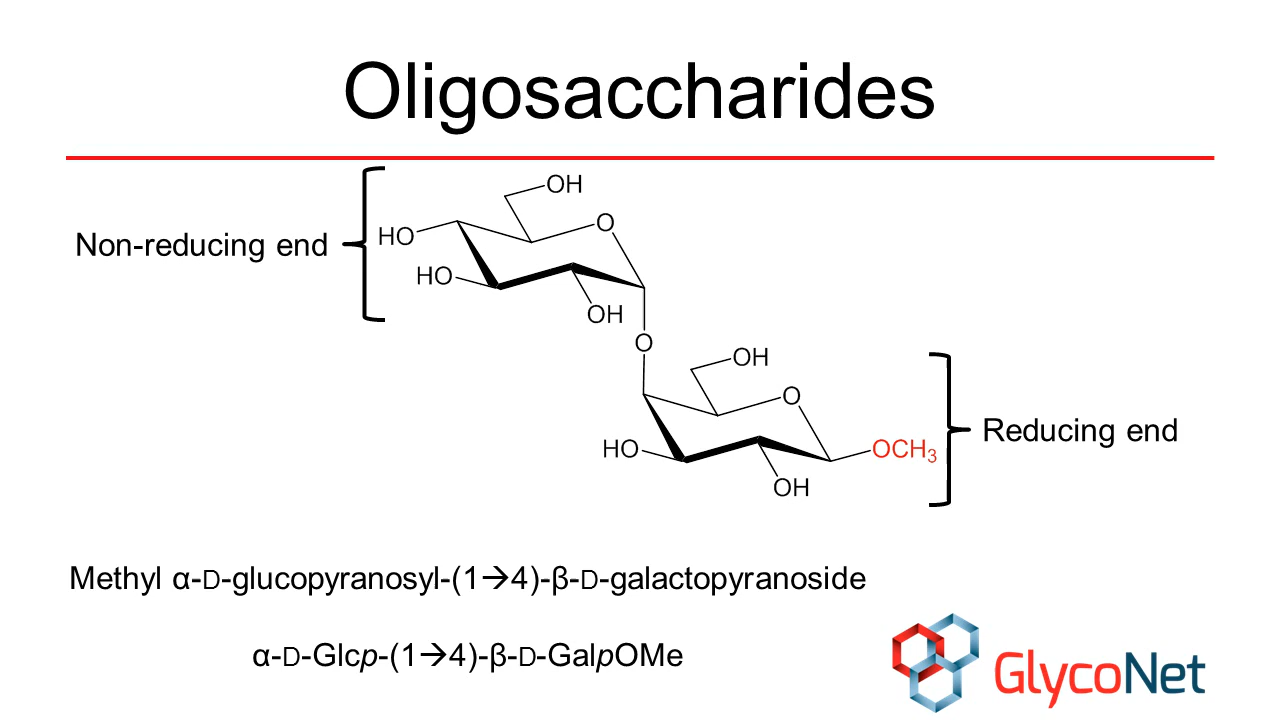 Oligosaccharides
OH
O
HO
Non-reducing end
HO
OH
O
OH
O
HO
OCH₃
Reducing end
OH
Methyl α-D-glucopyranosyl-(1→4)-β-D-galactopyranoside
α-D-Glcp-(1→4)-β-D-GalpOMe
GlycoNet